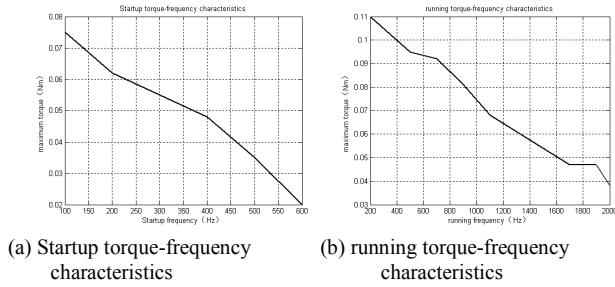 Startup torque-frequency characteristics
0.08
0.07
0.06
0.05
0.04
0.03
0.02
maximum torque（Nm）
100 150 200 250 300 350 400 450 500 550 600
Startup frequency（Hz）
running torque-frequency characteristics
0.11
0.1
0.09
0.08
0.07
0.06
0.05
0.04
0.03
maximum torque（Nm）
200 400 600 800 1000 1200 1400 1600 1800 2000
running frequency（Hz）
(a) Startup torque-frequency
characteristics
(b) running torque-frequency
characteristics